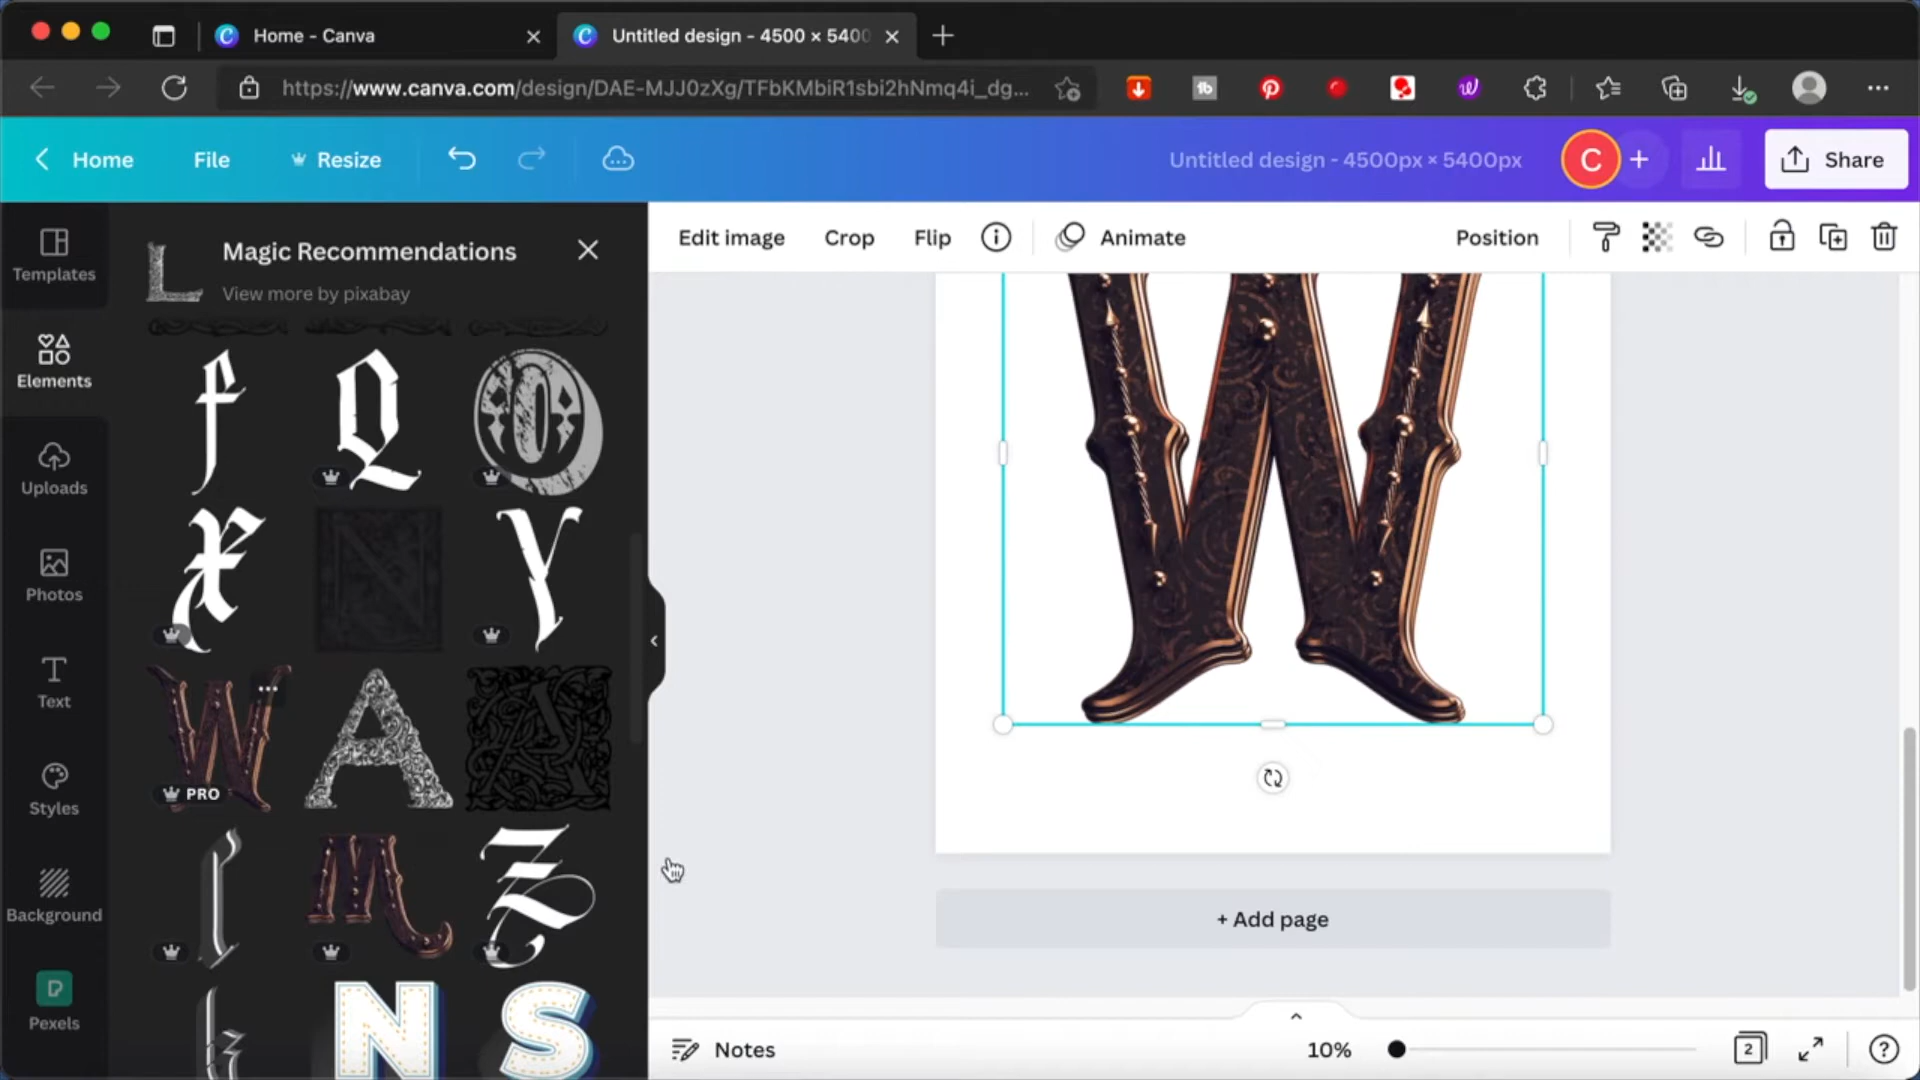 Home - Canva
Untitled design - 4500 × 5400
https://www.canva.com/design/DAE-MJJ0zXg/TFbKMbiR1sbi2hNmq4i_dg...
Home
File
Resize
Untitled design - 4500px × 5400px
C
+
Share
Templates
Elements
Uploads
Photos
Text
Styles
Background
Pexels
L
Magic Recommendations
View more by pixabay
f Q O
X N Y
W A A
PRO
l M Z
k N S
Edit image
Crop
Flip
Animate
Position
W
+ Add page
Notes
10%
2